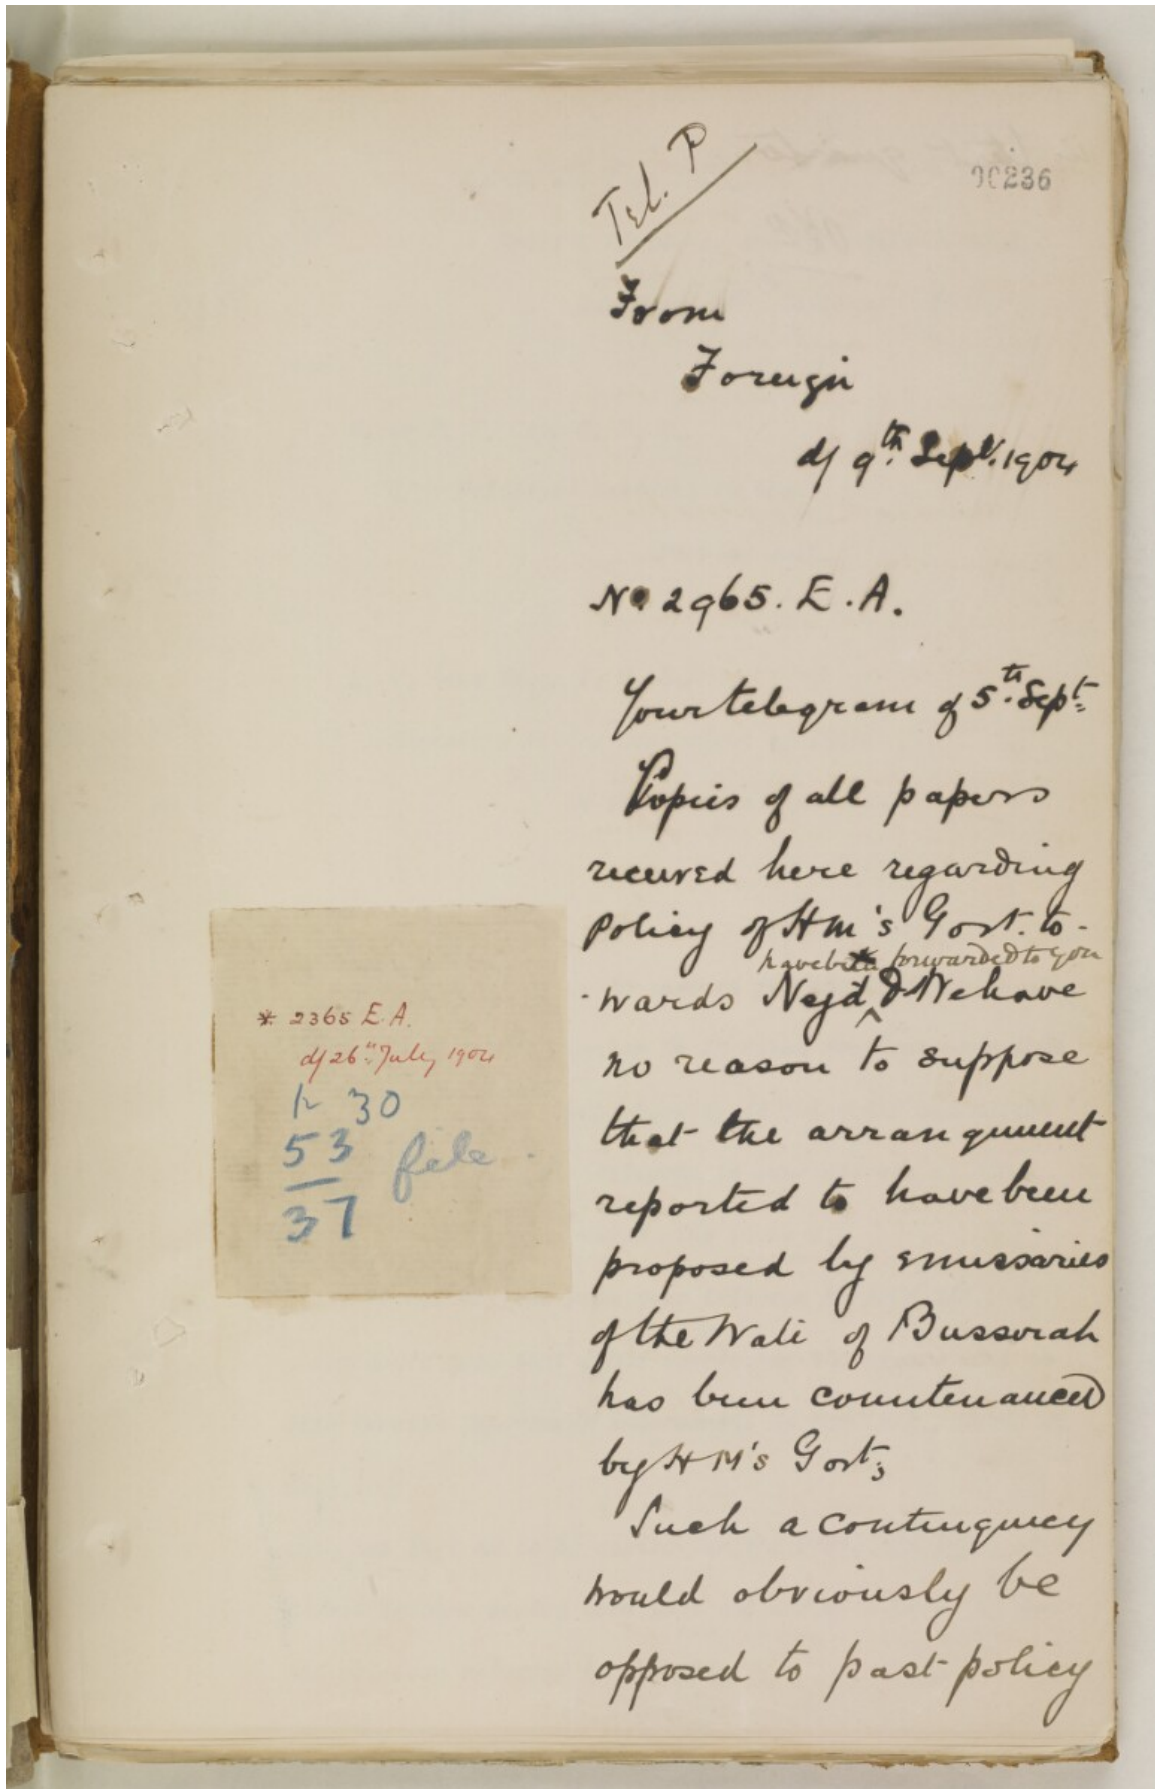 Tel. P
00236
From
Foreign
d/ 9th Sept. 1904
No 2965. E.A.
Your telegram of 5th Sept
Copies of all papers
received here regarding
policy of HM's Govt. to-
have been forwarded to you
-wards Nejd * & We have
no reason to suppose
that the arrangement
reported to have been
proposed by emissaries
of the Wali of Bussorah
has been countenanced
by HM's Govt;
Such a contingency
would obviously be
opposed to past policy
* 2365 E.A.
d/ 26th July 1904
p 30
53 file
37